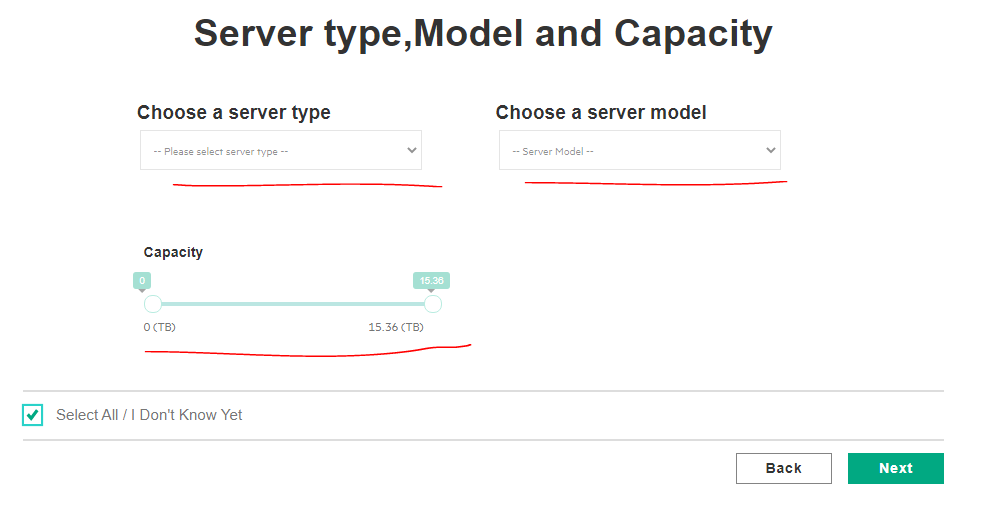 Server type,Model and Capacity
Choose a server type
Choose a server model
-- Please select server type --
-- Server Model --
Capacity
0
15.36
0 (TB)
15.36 (TB)
Select All / I Don't Know Yet
Back
Next